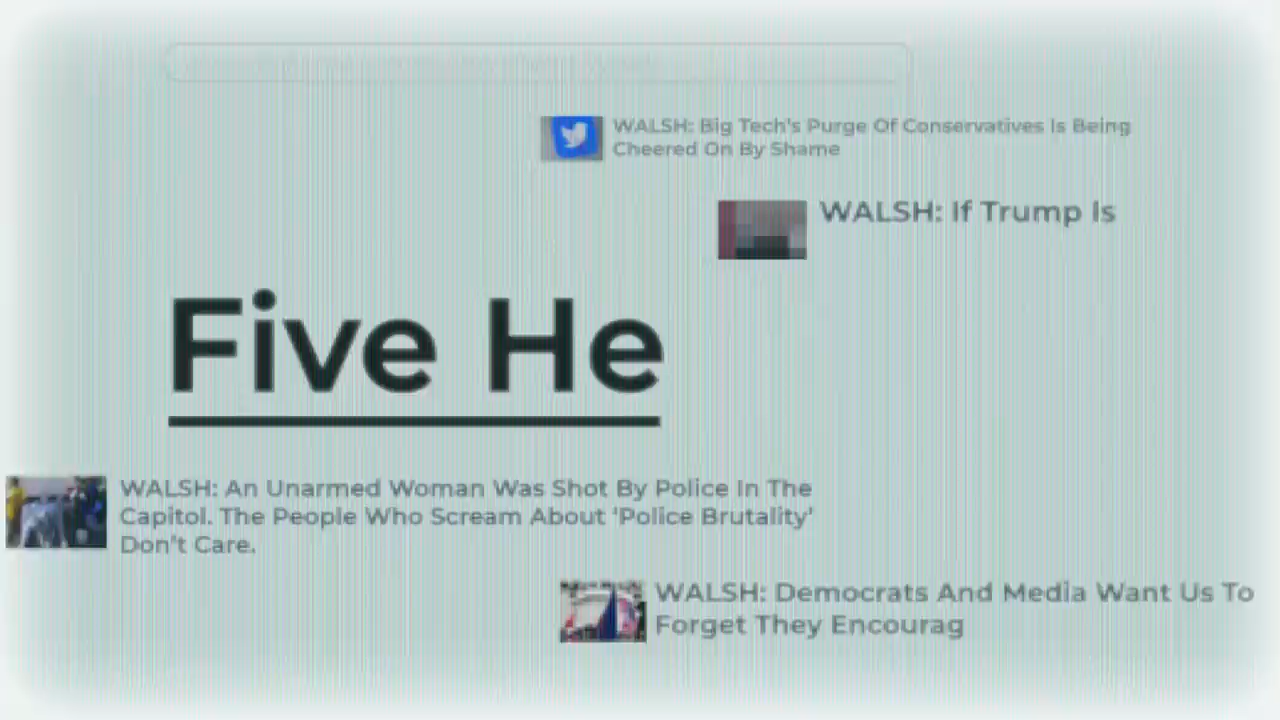 WALSH: Big Tech's Purge Of Conservatives Is Being
Cheered On By Shame
WALSH: If Trump Is
Five He
WALSH: An Unarmed Woman Was Shot By Police In The
Capitol. The People Who Scream About ‘Police Brutality’
Don't Care.
WALSH: Democrats And Media Want Us To
Forget They Encourag